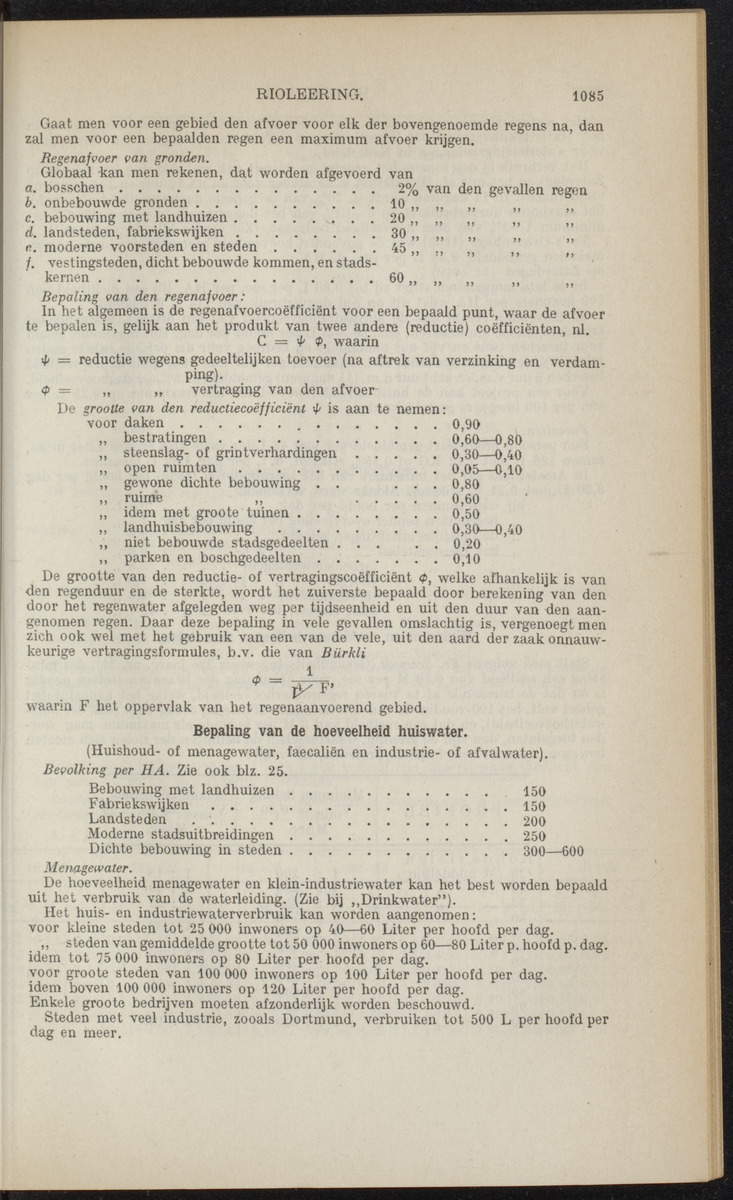 RIOLEERING. 1085
Gaat men voor een gebied den afvoer voor elk der bovengenoemde regens na, dan
zal men voor een bepaalden regen een maximum afvoer krijgen.
Regenafvoer van gronden.
Globaal kan men rekenen, dat worden afgevoerd van
a. bosschen . . . . . . . . . . . . . . 2% van den gevallen regen
b. onbebouwde gronden . . . . . . . . . . 10 „ „ „ „ „
c. bebouwing met landhuizen . . . . . . . . 20 „ „ „ „ „
d. landsteden, fabriekswijken . . . . . . . . 30 „ „ „ „ „
e. moderne voorsteden en steden . . . . . . 45 „ „ „ „ „
f. vestingsteden, dicht bebouwde kommen, en stads-
kernen . . . . . . . . . . . . . . . 60 „ „ „ „ „
Bepaling van den regenafvoer:
In het algemeen is de regenafvoercoëfficiënt voor een bepaald punt, waar de afvoer
te bepalen is, gelijk aan het produkt van twee andere (reductie) coëfficiënten, nl.
C = ψ Φ, waarin
ψ = reductie wegens gedeeltelijken toevoer (na aftrek van verzinking en verdam-
ping).
Φ = „ „ vertraging van den afvoer
De grootte van den reductiecoëfficiënt ψ is aan te nemen:
voor daken . . . . . . . . . . . . . . 0,90
„ bestratingen . . . . . . . . . . . . 0,60—0,80
„ steenslag- of grintverhardingen . . . . . 0,30—0,40
„ open ruimten . . . . . . . . . . . 0,05—0,10
„ gewone dichte bebouwing . . . . . 0,80
„ ruime „ . . . . . 0,60
„ idem met groote tuinen . . . . . . . . 0,50
„ landhuisbebouwing . . . . . . . . . 0,30—0,40
„ niet bebouwde stadsgedeelten . . . . . 0,20
„ parken en boschgedeelten . . . . . . . 0,10
De grootte van den reductie- of vertragingscoëfficiënt Φ, welke afhankelijk is van
den regenduur en de sterkte, wordt het zuiverste bepaald door berekening van den
door het regenwater afgelegden weg per tijdseenheid en uit den duur van den aan-
genomen regen. Daar deze bepaling in vele gevallen omslachtig is, vergenoegt men
zich ook wel met het gebruik van een van de vele, uit den aard der zaak onnauw-
keurige vertragingsformules, b.v. die van Bürkli
Φ = 1 / √ F,
waarin F het oppervlak van het regenaanvoerend gebied.
Bepaling van de hoeveelheid huiswater.
(Huishoud- of menagewater, faecaliën en industrie- of afvalwater).
Bevolking per HA. Zie ook blz. 25.
Bebouwing met landhuizen . . . . . . . . . . . 150
Fabriekswijken . . . . . . . . . . . . . . . . 150
Landsteden . . . . . . . . . . . . . . . . . 200
Moderne stadsuitbreidingen . . . . . . . . . . . . 250
Dichte bebouwing in steden . . . . . . . . . . . . 300—600
Menagewater.
De hoeveelheid menagewater en klein-industriewater kan het best worden bepaald
uit het verbruik van de waterleiding. (Zie bij „Drinkwater”).
Het huis- en industriewaterverbruik kan worden aangenomen:
voor kleine steden tot 25 000 inwoners op 40—60 Liter per hoofd per dag.
„ steden van gemiddelde grootte tot 50 000 inwoners op 60—80 Liter p. hoofd p. dag.
idem tot 75 000 inwoners op 80 Liter per hoofd per dag.
voor groote steden van 100 000 inwoners op 100 Liter per hoofd per dag.
idem boven 100 000 inwoners op 120 Liter per hoofd per dag.
Enkele groote bedrijven moeten afzonderlijk worden beschouwd.
Steden met veel industrie, zooals Dortmund, verbruiken tot 500 L per hoofd per
dag en meer.